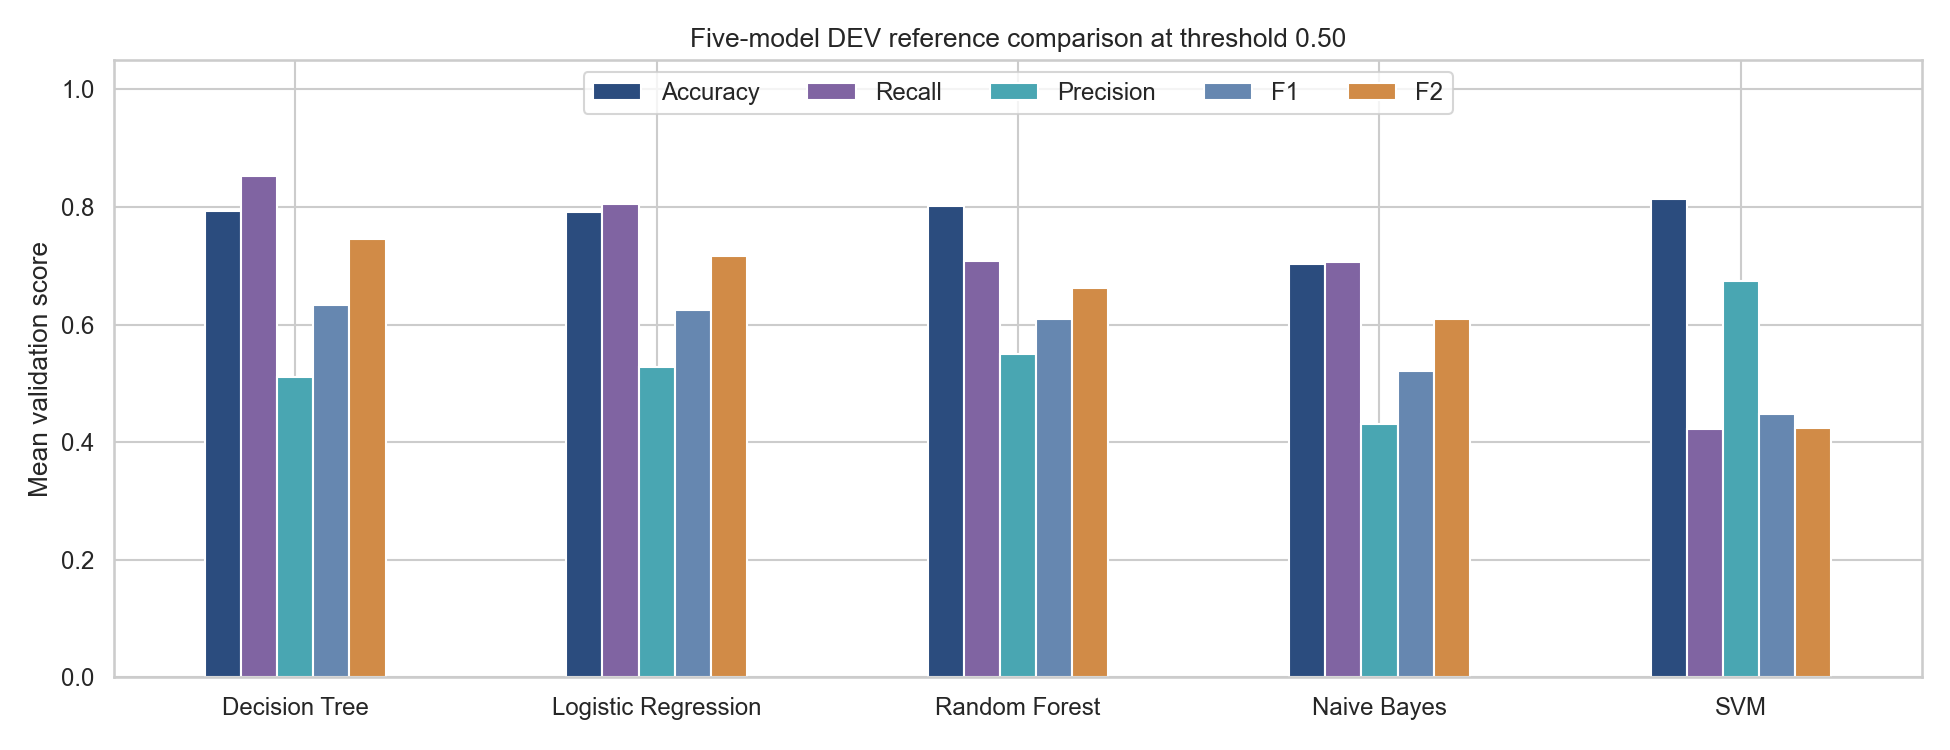 Five-model DEV reference comparison at threshold 0.50
Accuracy Recall Precision F1 F2
Mean validation score
1.0
0.8
0.6
0.4
0.2
0.0
Decision Tree Logistic Regression Random Forest Naive Bayes SVM